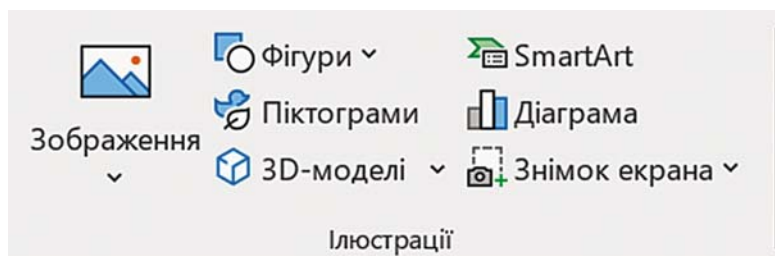 Зображення
Фігури
Піктограми
3D-моделі
SmartArt
Діаграма
Знімок екрана
Ілюстрації